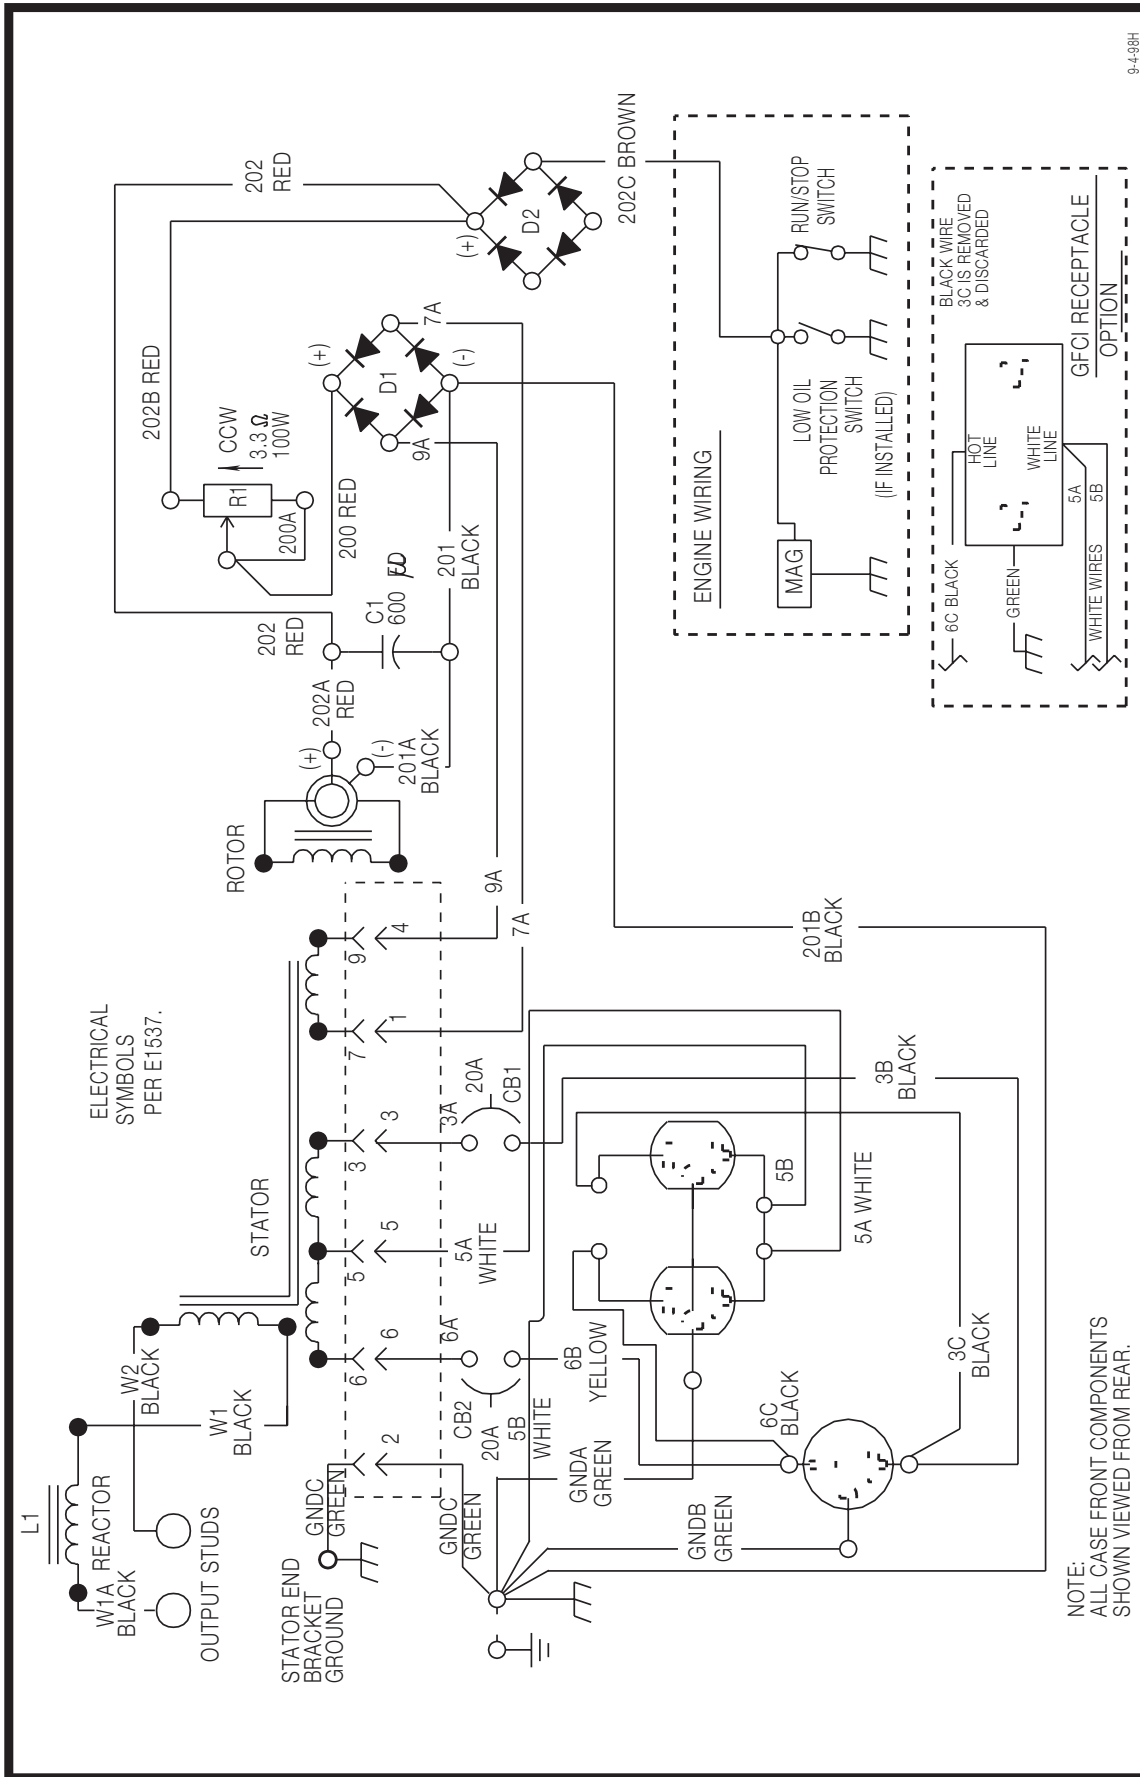 ELECTRICAL
SYMBOLS
PER E1537.
L1
REACTOR
W1A
BLACK
OUTPUT STUDS
W2
BLACK
W1
BLACK
STATOR
ROTOR
(+)
(-)
202A
RED
201A
BLACK
202
RED
C1
600
201
BLACK
200 RED
200A
R1
CCW
3.3 Ω
100W
202B RED
202
RED
(+)
D1
(-)
9A
7A
(+)
D2
202C BROWN
STATOR END
BRACKET
GROUND
GNDC
GREEN
2
6
6
5
5
3
3
7
1
9
4
9A
7A
GNDC
GREEN
CB2
20A
6A
5A
WHITE
3A
20A
CB1
5B
WHITE
6B
YELLOW
GNDA
GREEN
GNDB
GREEN
6C
BLACK
5B
5A WHITE
3B
BLACK
3C
BLACK
201B
BLACK
ENGINE WIRING
MAG
LOW OIL
PROTECTION
SWITCH
(IF INSTALLED)
RUN/STOP
SWITCH
BLACK WIRE
3C IS REMOVED
& DISCARDED
GFCI RECEPTACLE
OPTION
HOT
LINE
WHITE
LINE
6C BLACK
GREEN
5A
5B
WHITE WIRES
NOTE:
ALL CASE FRONT COMPONENTS
SHOWN VIEWED FROM REAR.
9-4-98H